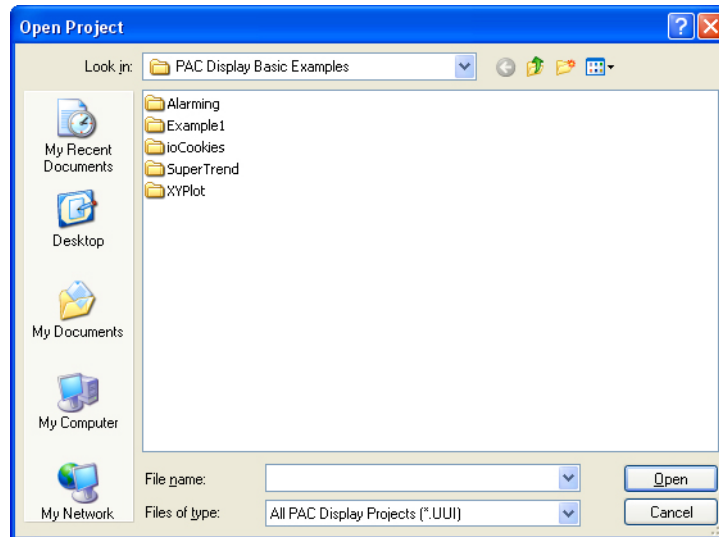 Open Project
Look in: PAC Display Basic Examples
My Recent
Documents
Desktop
My Documents
My Computer
My Network
Alarming
Example1
ioCookies
SuperTrend
XYPlot
File name:
Open
Files of type: All PAC Display Projects (*.UUI)
Cancel